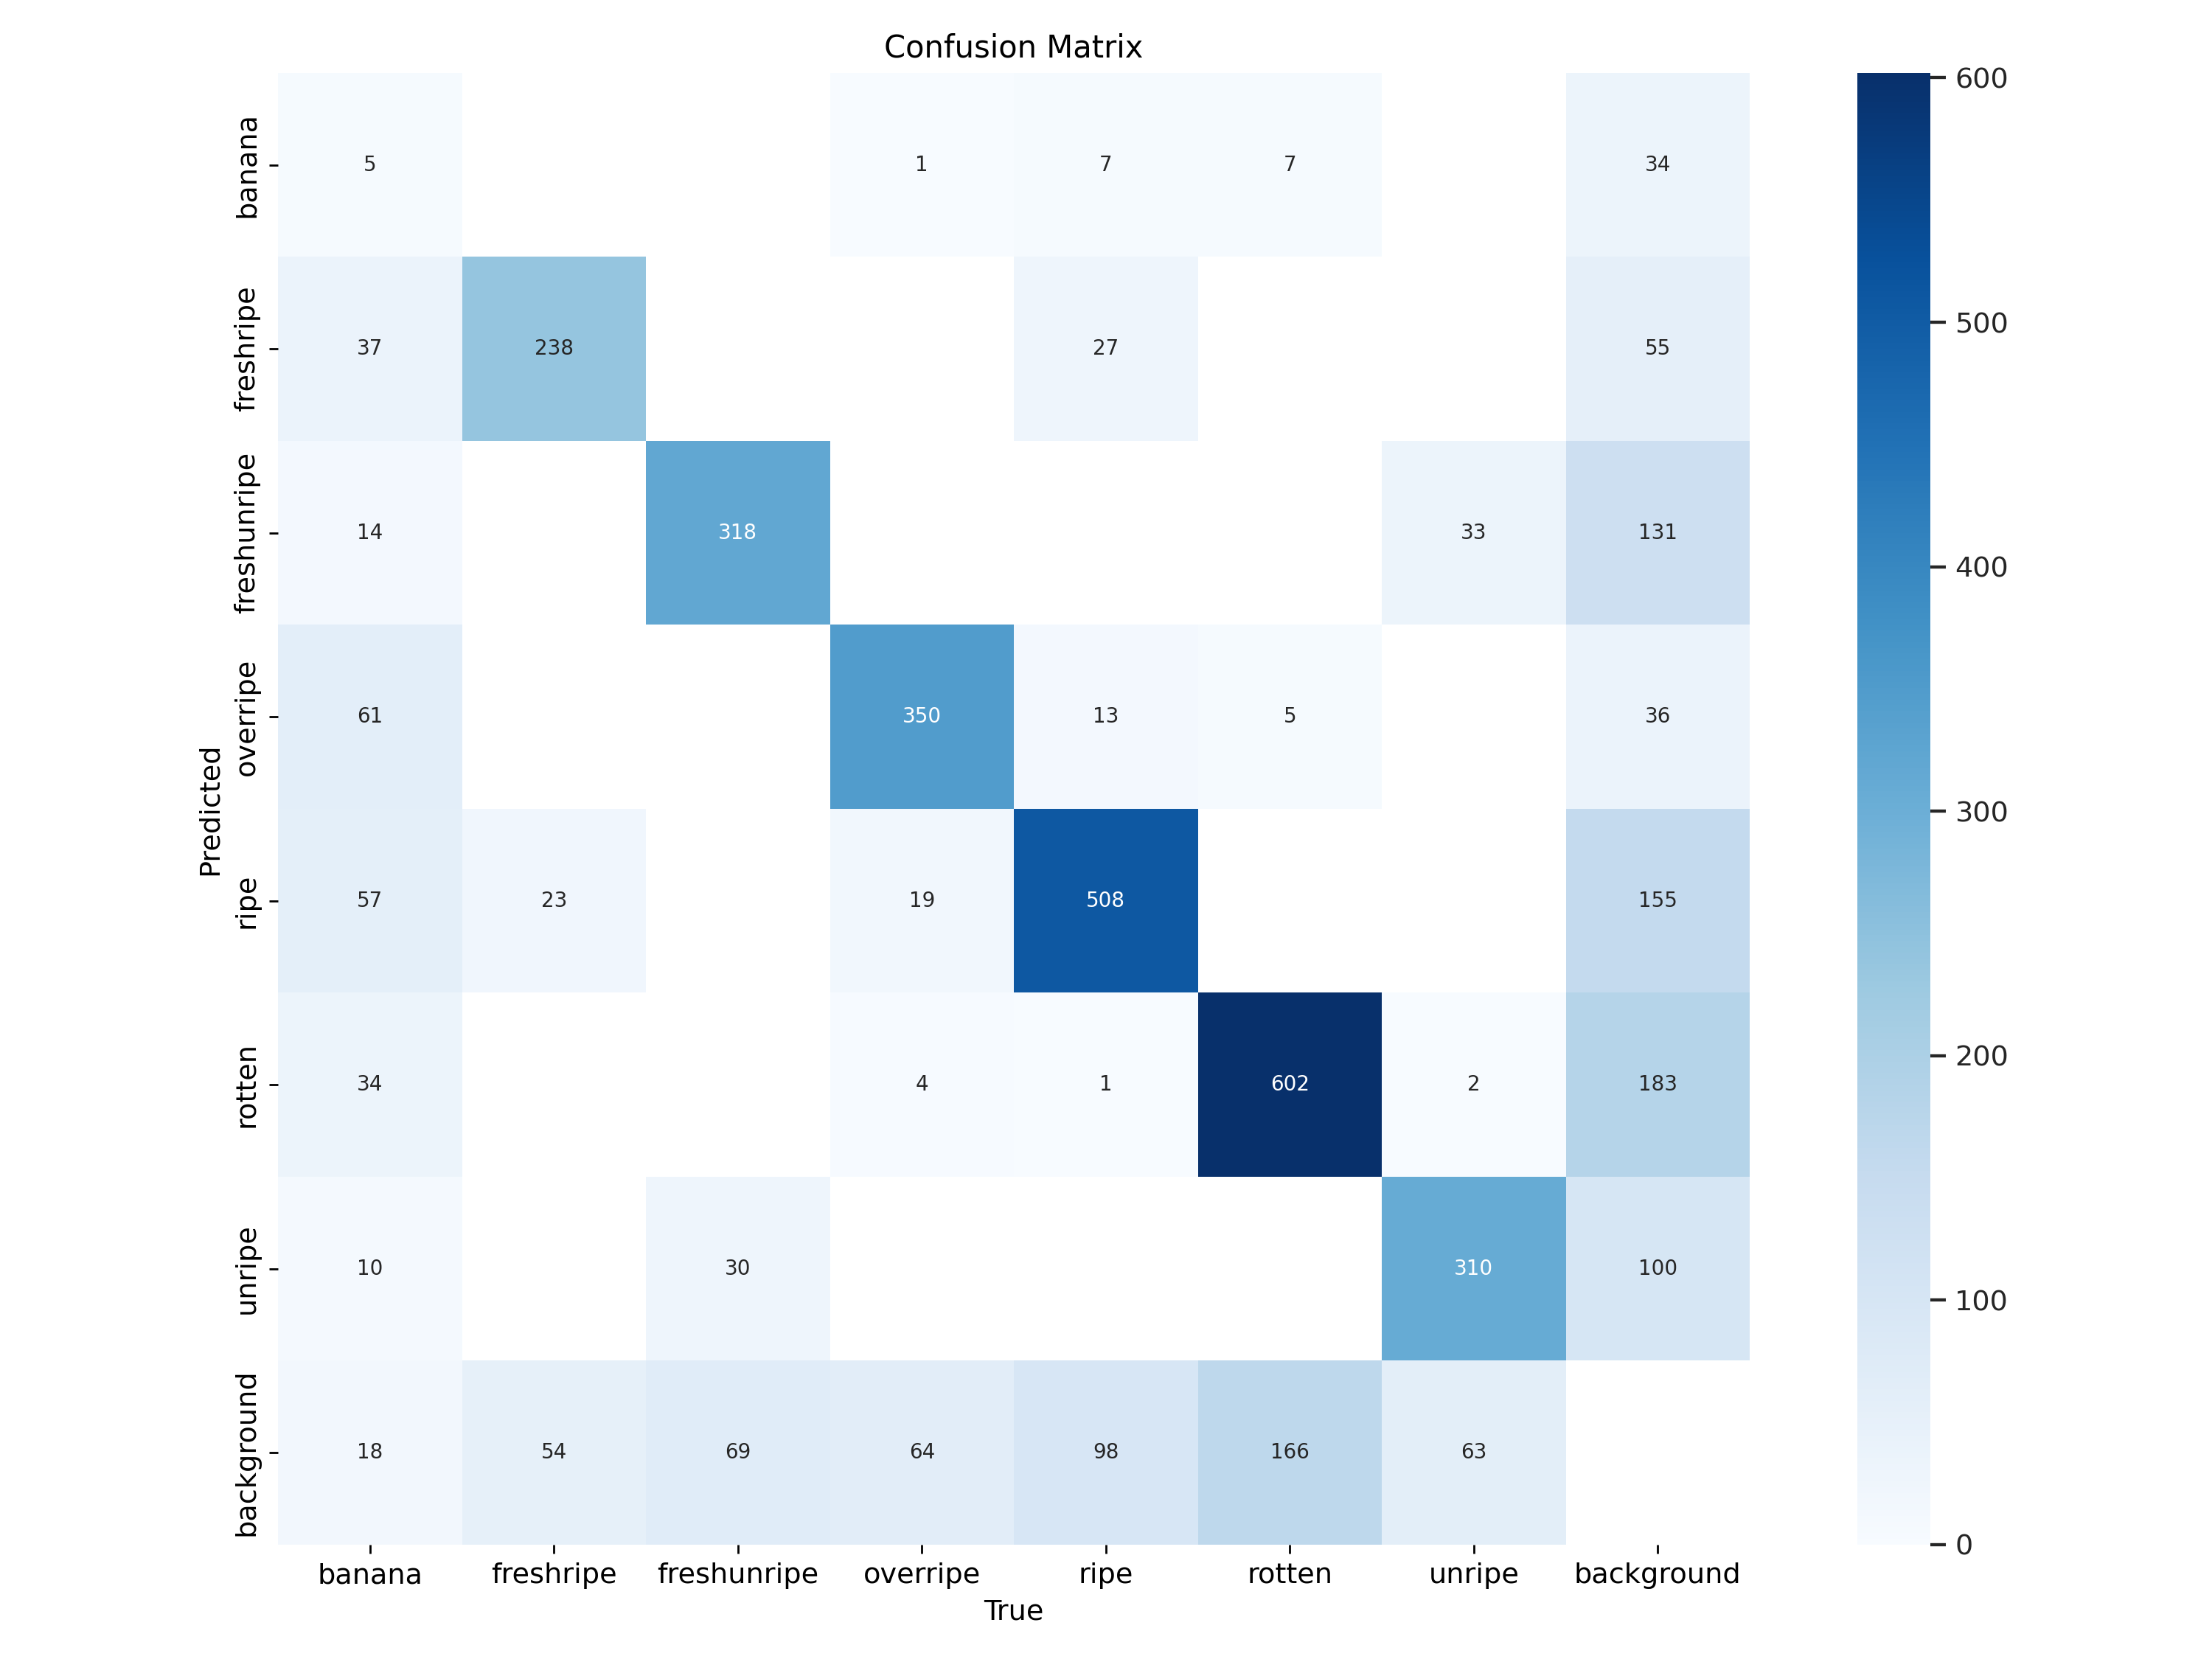 Confusion Matrix
banana 5 1 7 7 34
freshripe 37 238 27 55
freshunripe 14 318 33 131
overripe 61 350 13 5 36
ripe 57 23 19 508 155
rotten 34 4 1 602 2 183
unripe 10 30 310 100
background 18 54 69 64 98 166 63
banana freshripe freshunripe overripe ripe rotten unripe background
True
Predicted
600
500
400
300
200
100
0